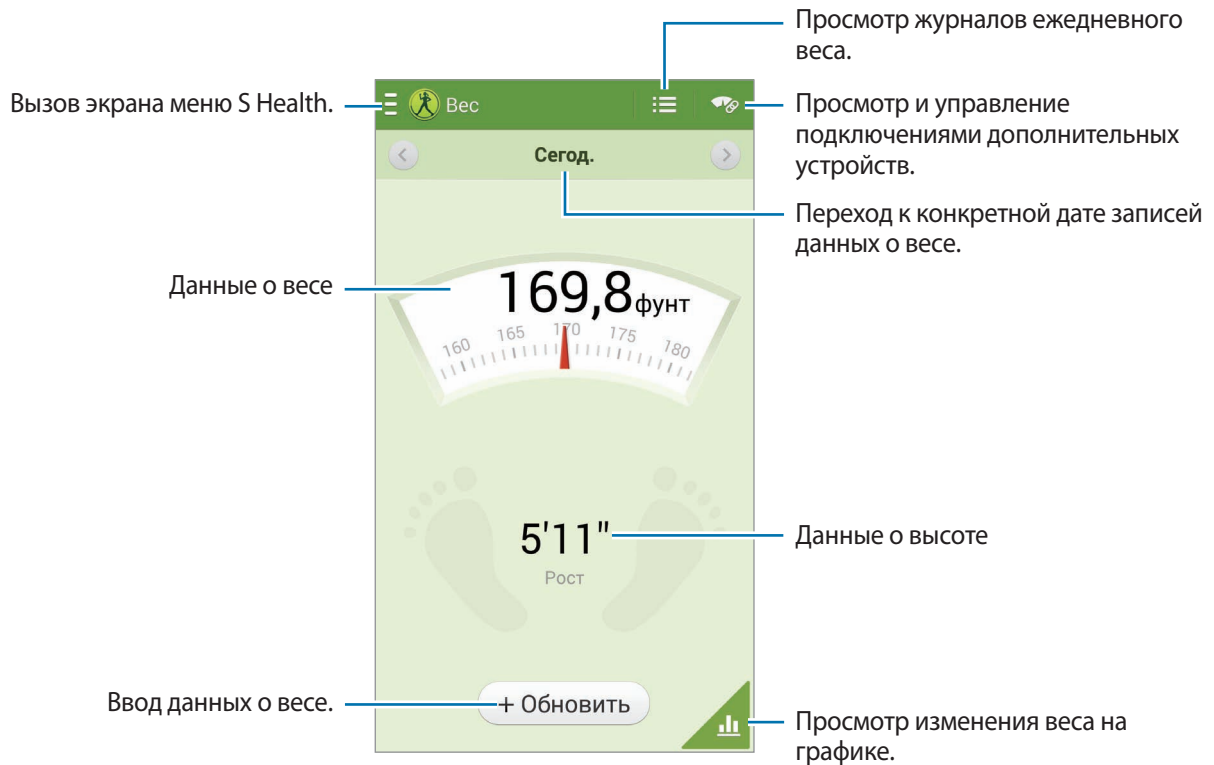 Просмотр журналов ежедневного
веса.
Вызов экрана меню S Health.
Вес
Просмотр и управление
подключениями дополнительных
устройств.
Сегод.
Переход к конкретной дате записей
данных о весе.
Данные о весе
169,8фунт
160 165 170 175 180
5'11"
Данные о высоте
Рост
Ввод данных о весе.
+ Обновить
Просмотр изменения веса на
графике.